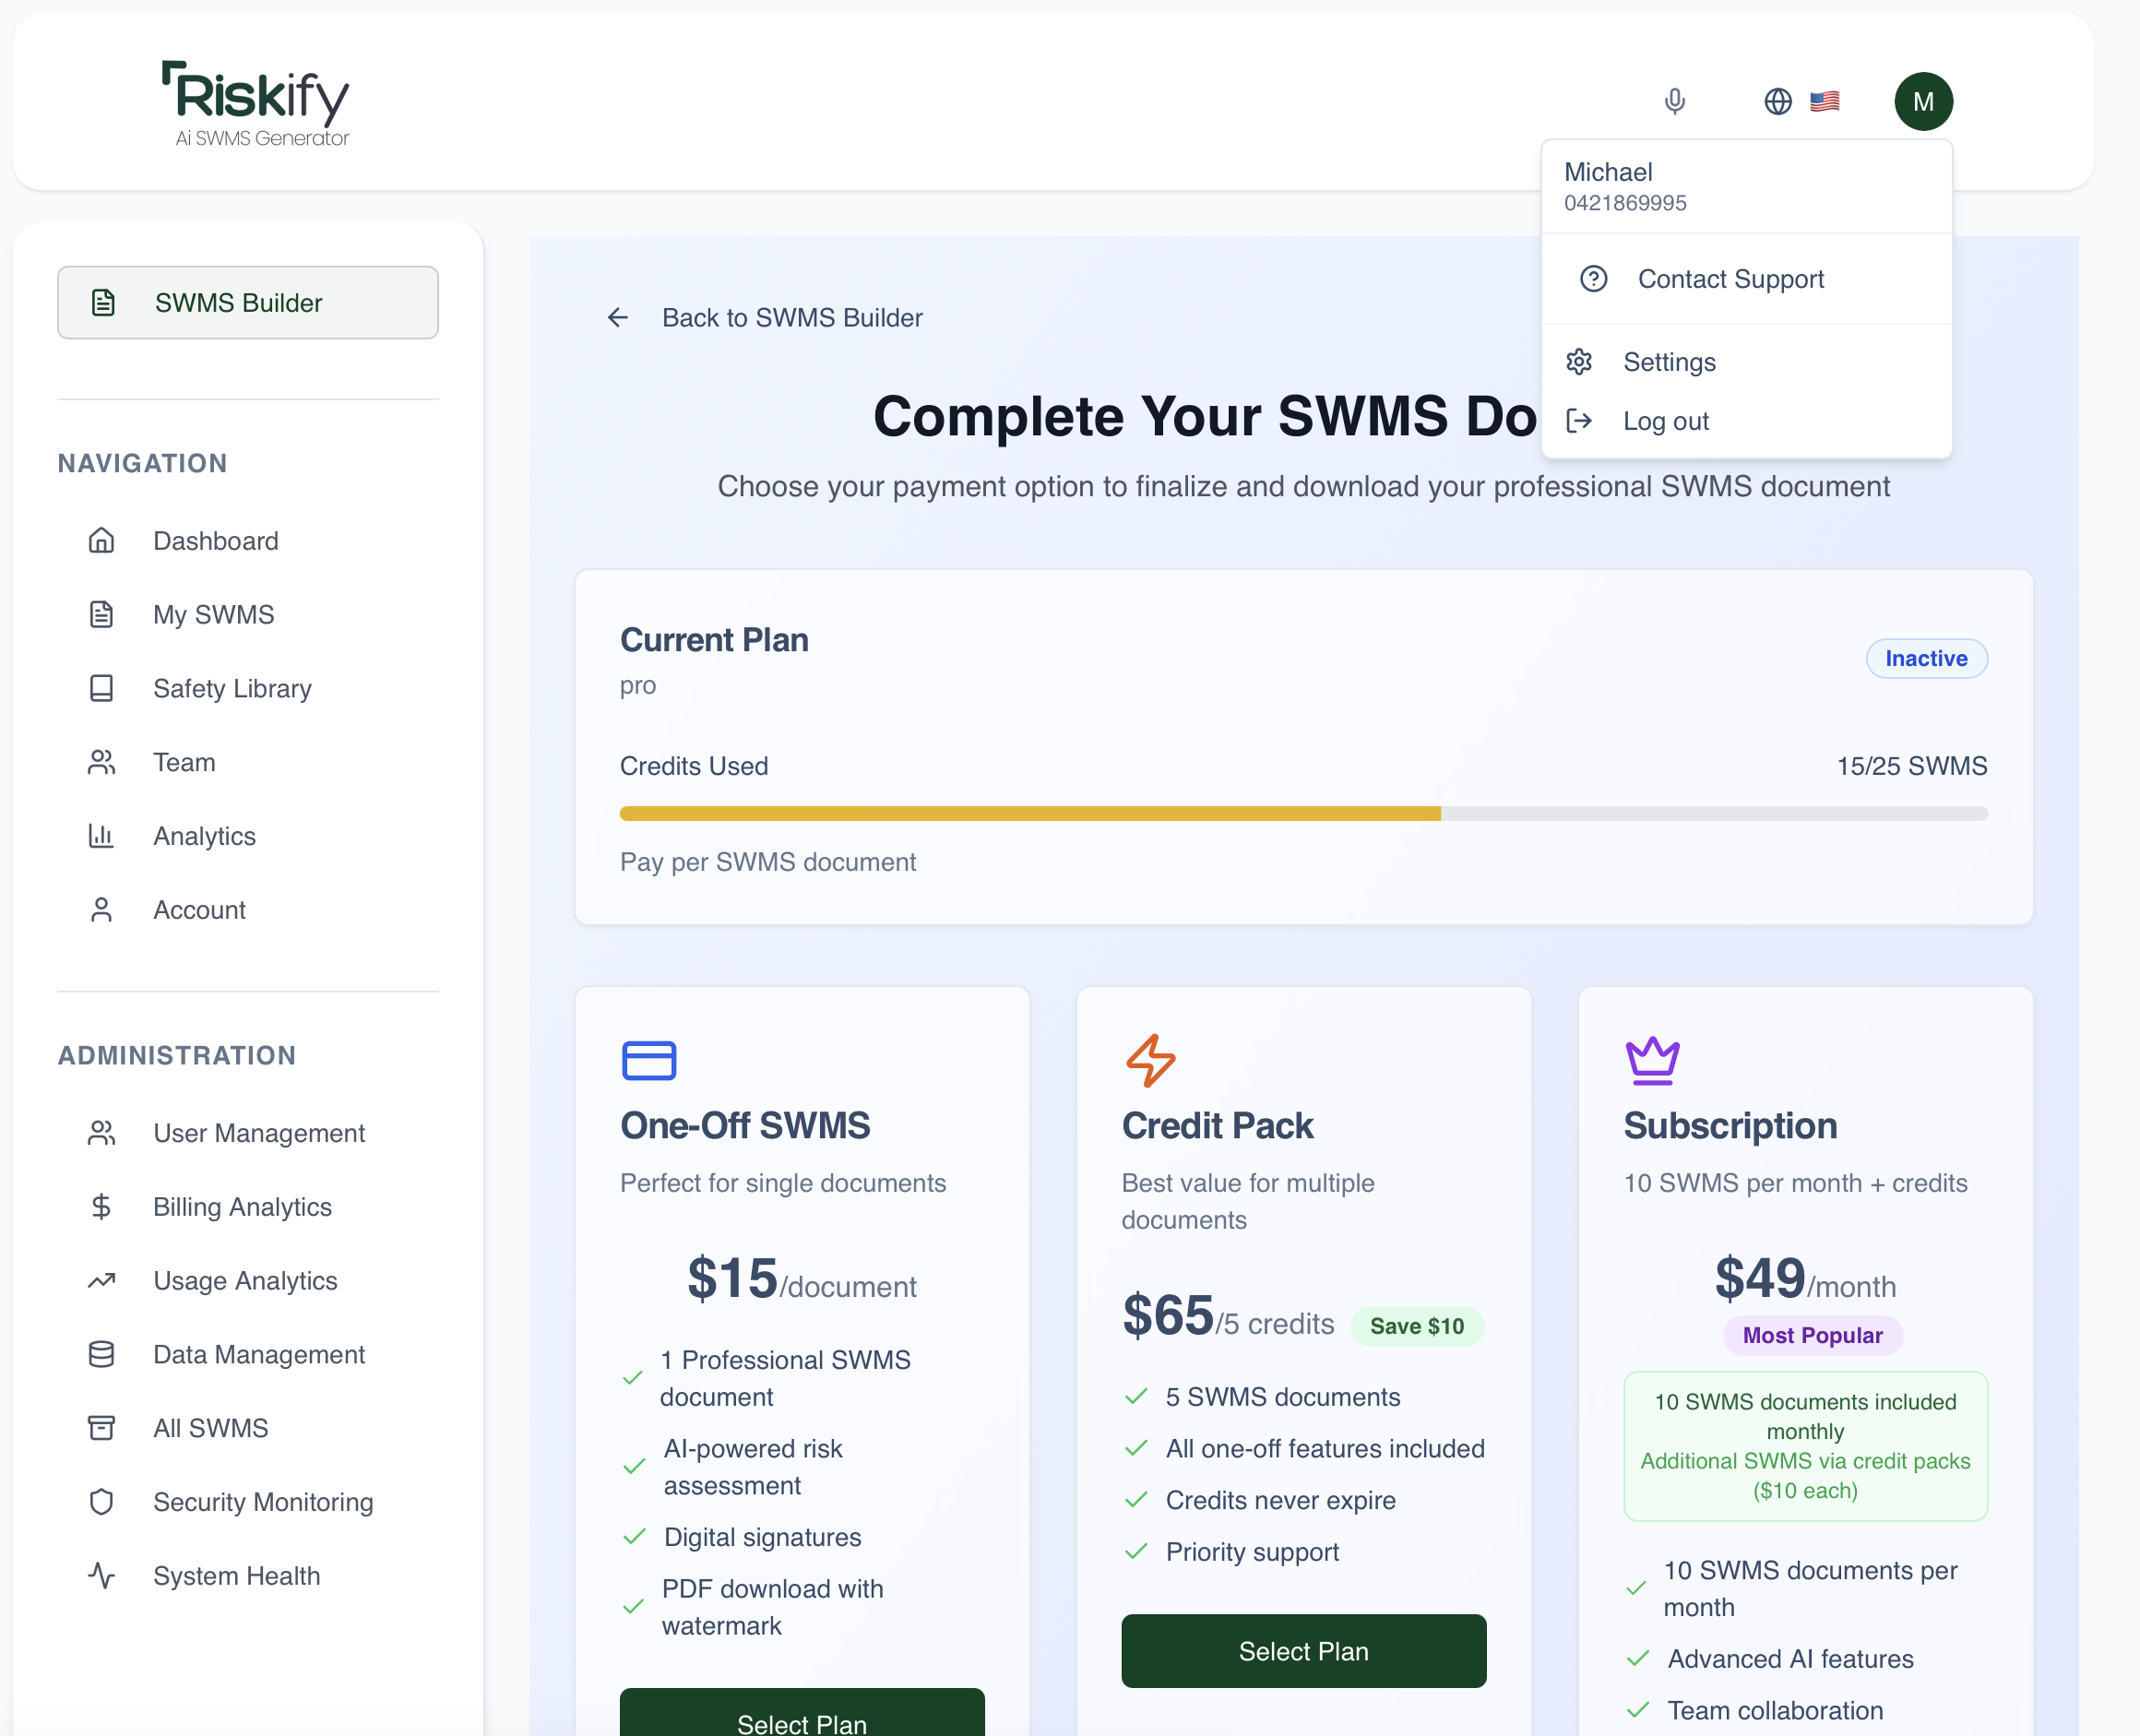 Riskify
Ai SWMS Generator
M
Michael
0421869995
Contact Support
Settings
Log out
SWMS Builder
NAVIGATION
Dashboard
My SWMS
Safety Library
Team
Analytics
Account
ADMINISTRATION
User Management
Billing Analytics
Usage Analytics
Data Management
All SWMS
Security Monitoring
System Health
Back to SWMS Builder
Complete Your SWMS Do
Choose your payment option to finalize and download your professional SWMS document
Current Plan
pro
Inactive
Credits Used
15/25 SWMS
Pay per SWMS document
One-Off SWMS
Perfect for single documents
$15/document
1 Professional SWMS
document
AI-powered risk
assessment
Digital signatures
PDF download with
watermark
Select Plan
Credit Pack
Best value for multiple
documents
$65/5 credits
Save $10
5 SWMS documents
All one-off features included
Credits never expire
Priority support
Select Plan
Subscription
10 SWMS per month + credits
$49/month
Most Popular
10 SWMS documents included
monthly
Additional SWMS via credit packs
($10 each)
10 SWMS documents per
month
Advanced AI features
Team collaboration